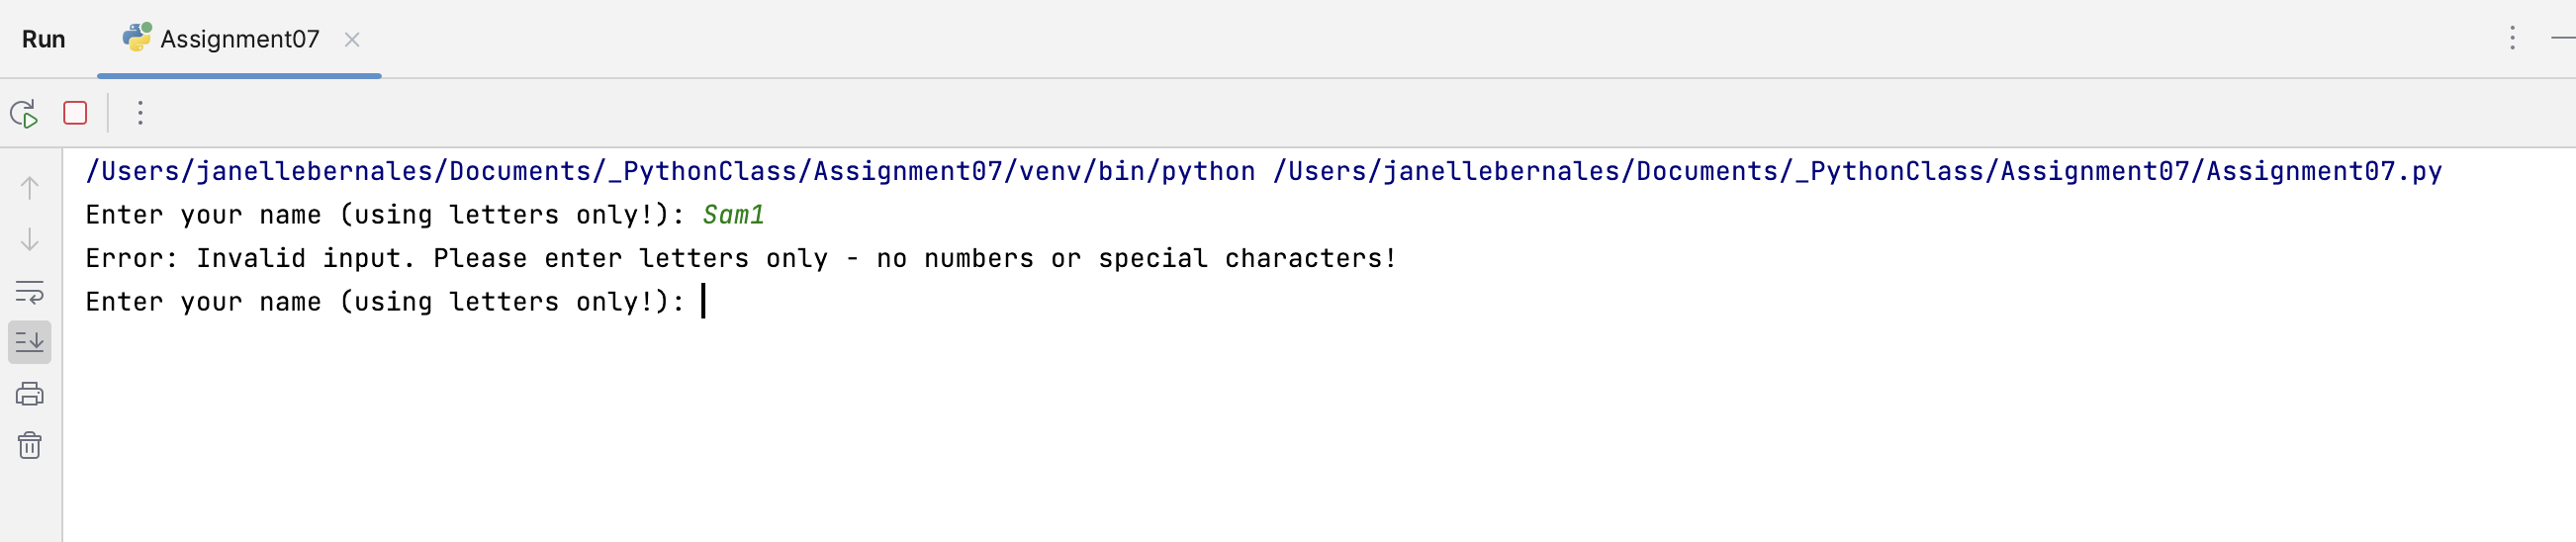 Run Assignment07
/Users/janellebernales/Documents/_PythonClass/Assignment07/venv/bin/python /Users/janellebernales/Documents/_PythonClass/Assignment07/Assignment07.py
Enter your name (using letters only!): Sam1
Error: Invalid input. Please enter letters only - no numbers or special characters!
Enter your name (using letters only!):